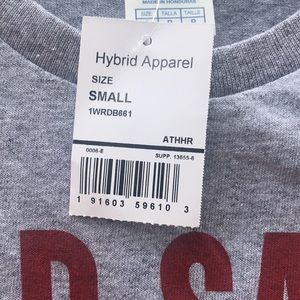 MADE IN HONDURAS
SIZE TALLA TAILLE
Hybrid Apparel
SIZE
SMALL
1WRDB661
ATHHR
0006-E
SUPP. 13655-6
1 91603 59610 3